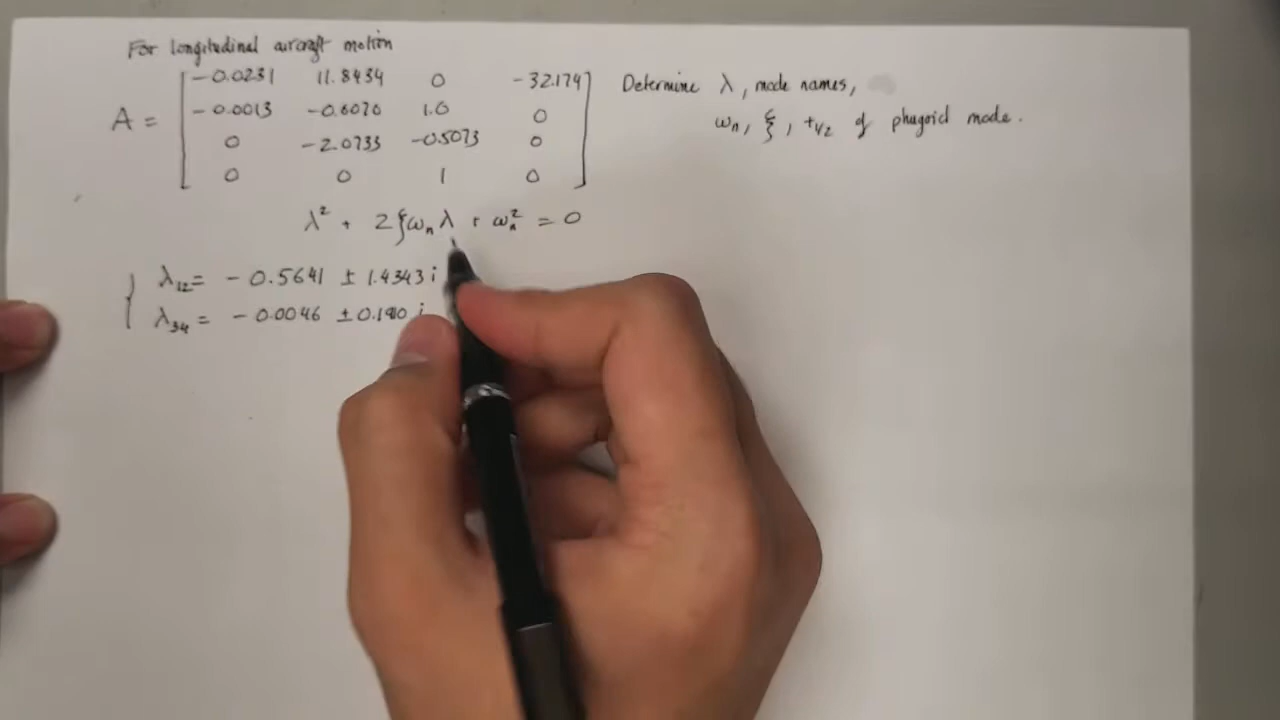 For longitudinal aircraft motion
A = [ -0.0231 11.8434 0 -32.174 ] Determine λ, mode names,
-0.0013 -0.6070 1.0 0 ωn, ξ, t1/2 of phugoid mode.
0 -2.0733 -0.5073 0
0 0 1 0
λ² + 2ξωnλ + ωn² = 0
λ12 = -0.5641 ± 1.4343i
λ34 = -0.0046 ± 0.190i